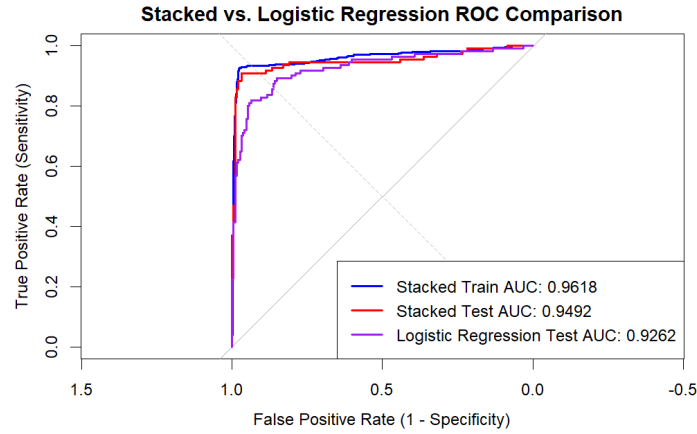 Stacked vs. Logistic Regression ROC Comparison
True Positive Rate (Sensitivity)
1.0
0.8
0.6
0.4
0.2
0.0
Stacked Train AUC: 0.9618
Stacked Test AUC: 0.9492
Logistic Regression Test AUC: 0.9262
1.5 1.0 0.5 0.0 -0.5
False Positive Rate (1 - Specificity)